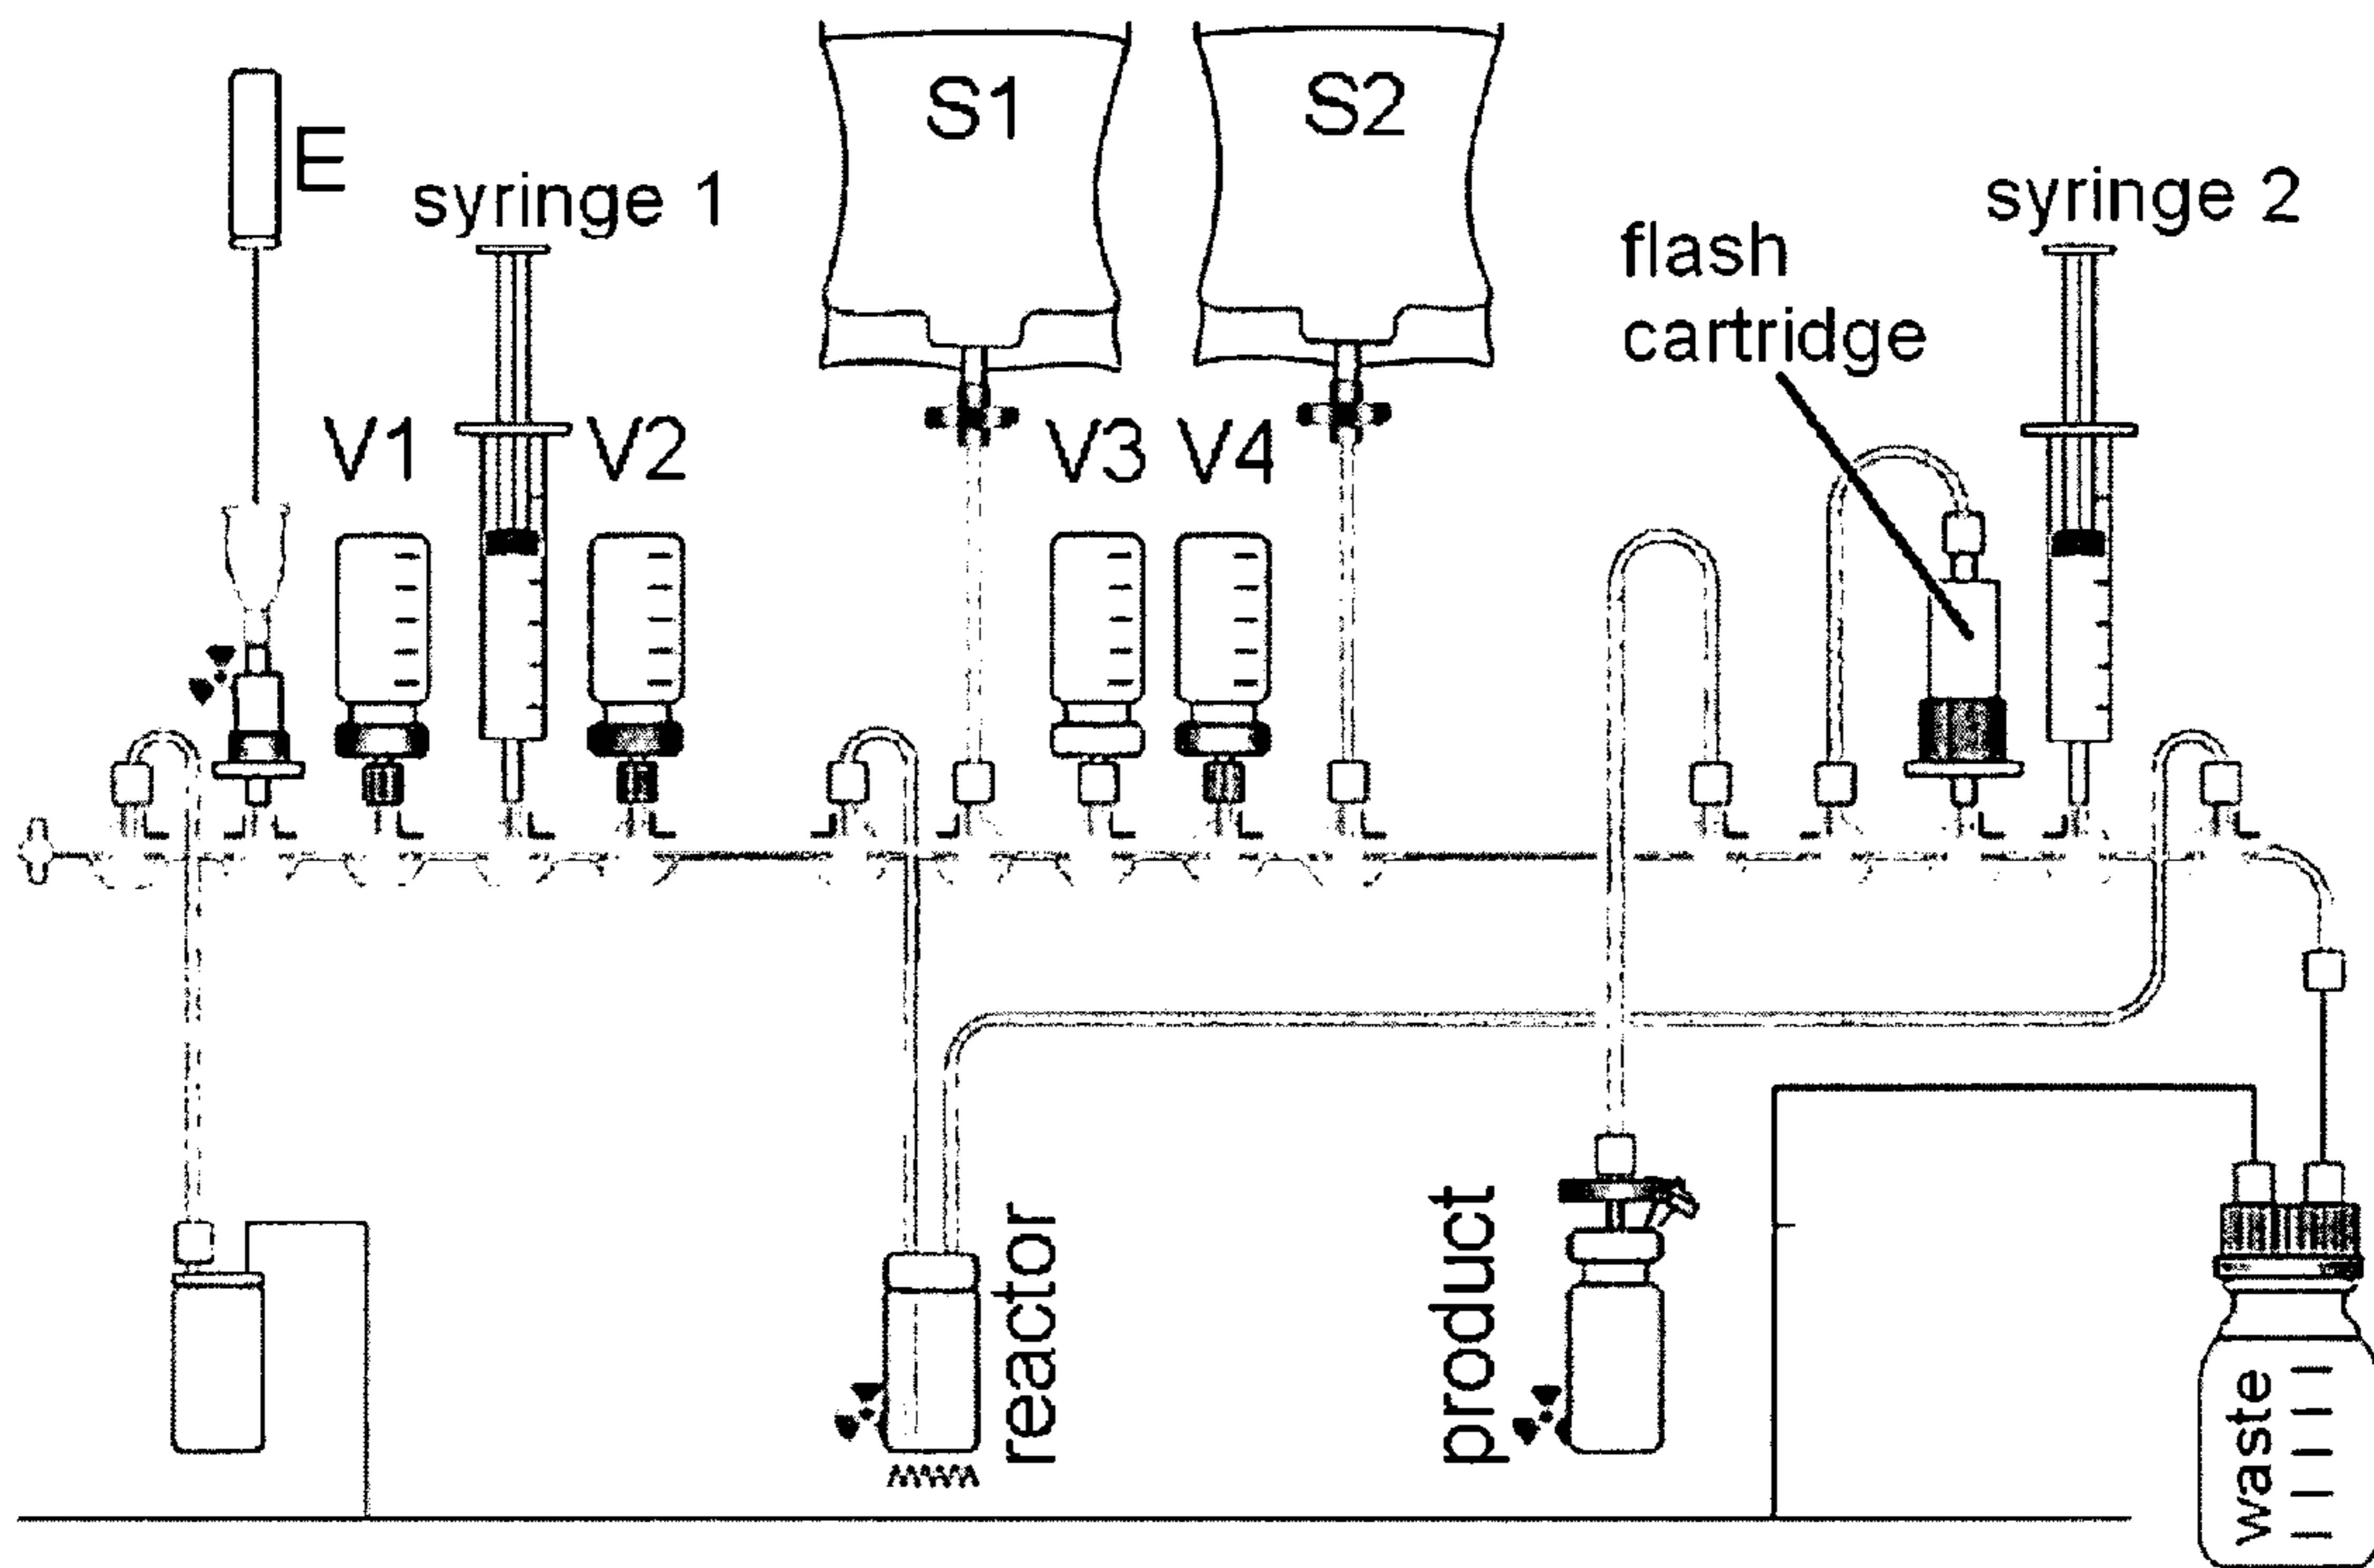 E
syringe 1
V1
V2
S1
S2
V3
V4
flash
cartridge
syringe 2
reactor
product
waste